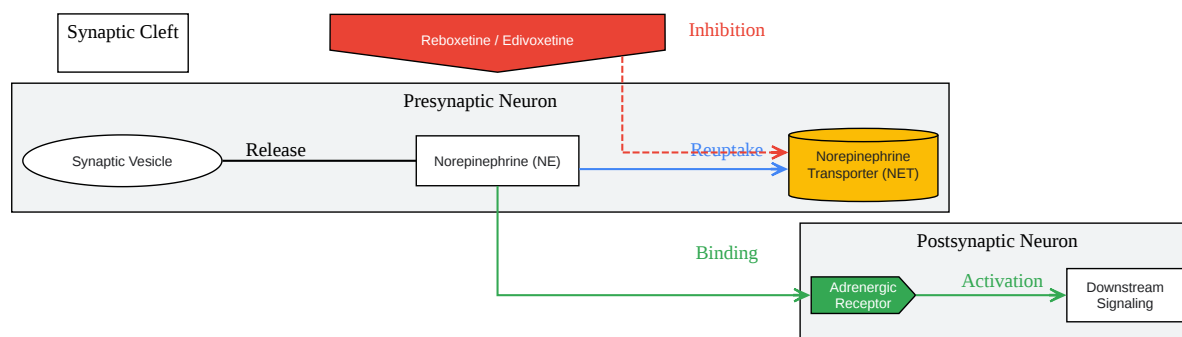 Synaptic Cleft
Reboxetine / Edivoxetine
Inhibition
Presynaptic Neuron
Synaptic Vesicle
Release
Norepinephrine (NE)
Reuptake
Norepinephrine
Transporter (NET)
Binding
Postsynaptic Neuron
Adrenergic
Receptor
Activation
Downstream
Signaling